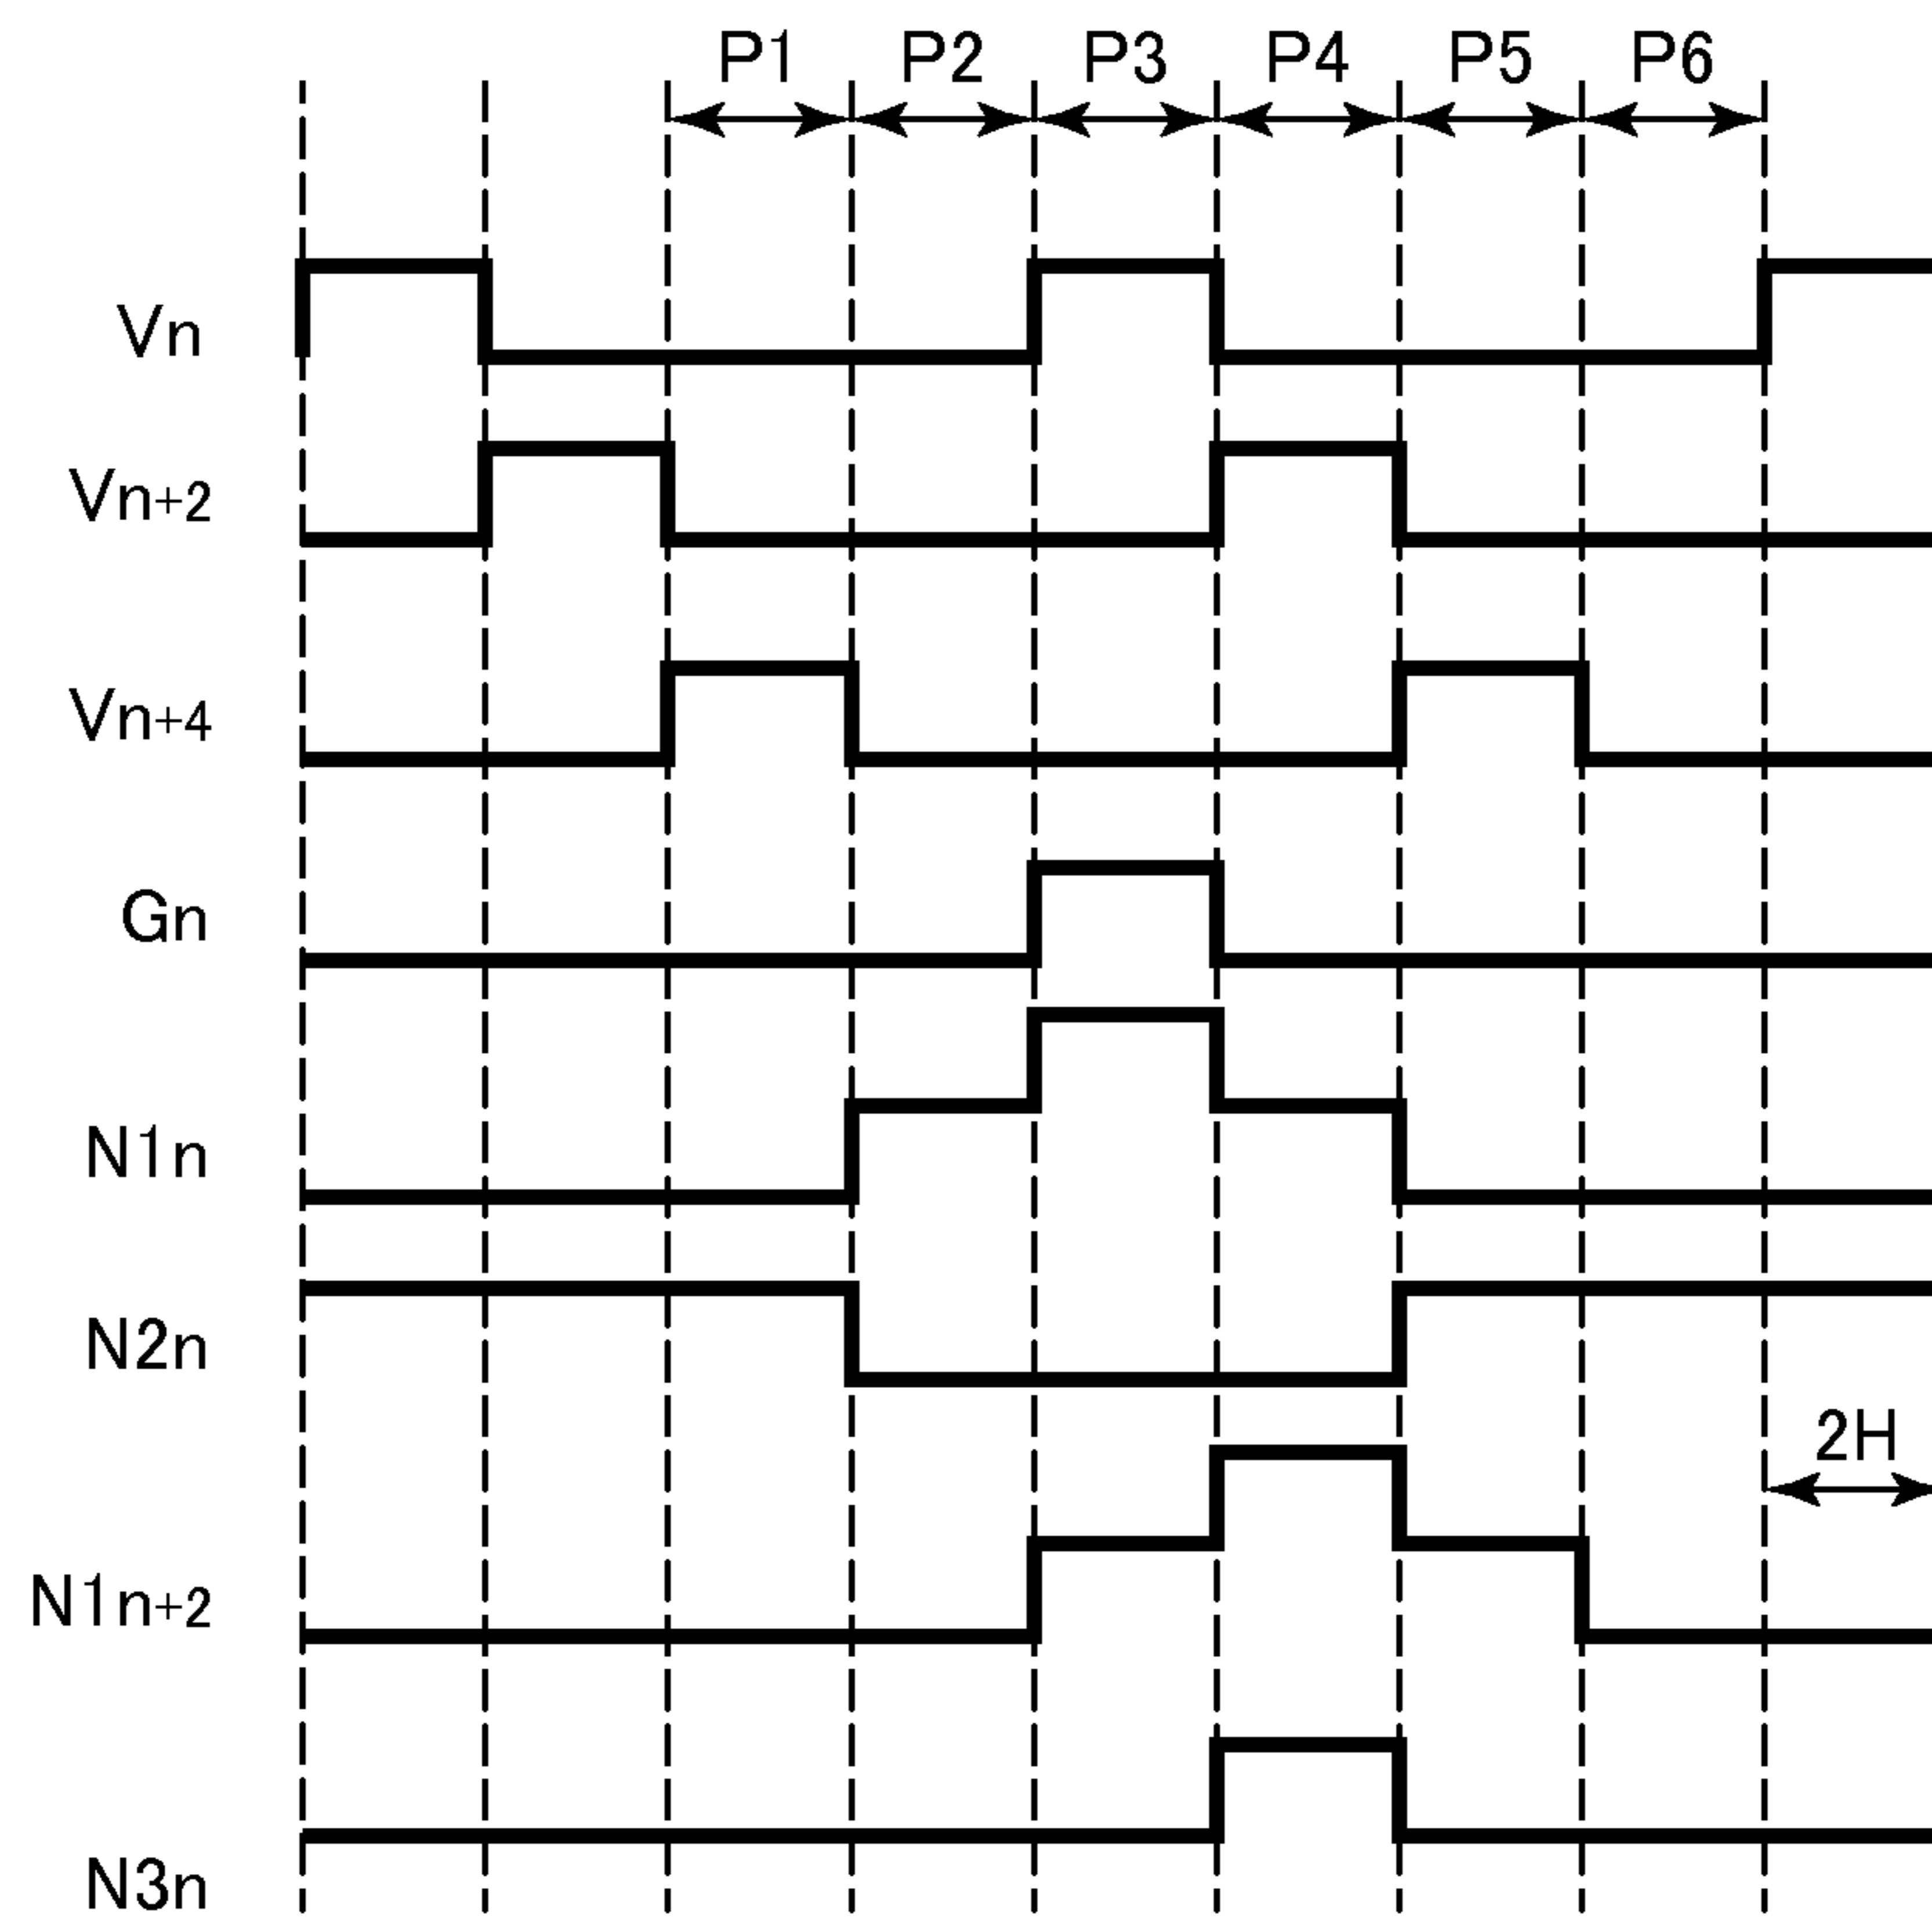 P1 P2 P3 P4 P5 P6
Vn
Vn+2
Vn+4
Gn
N1n
N2n
2H
N1n+2
N3n